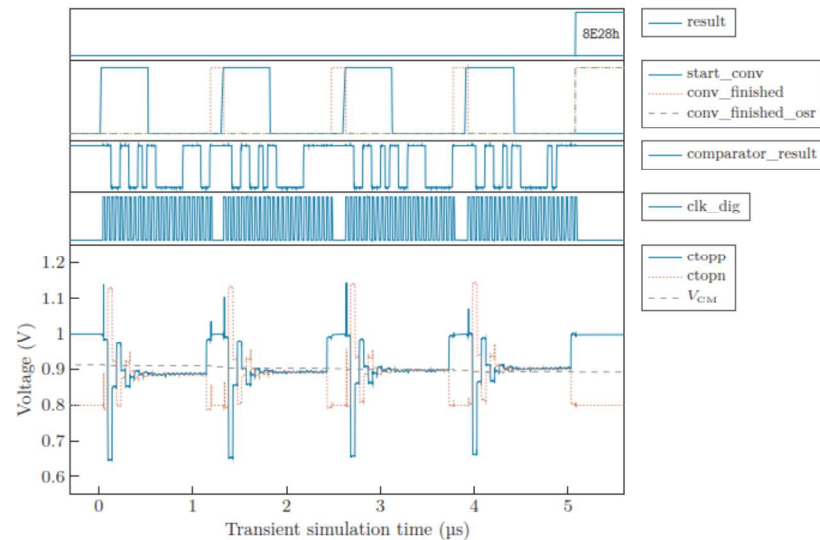 result
8E28h
start_conv
conv_finished
conv_finished_osr
comparator_result
clk_dig
ctopp
ctopn
V_CM
1.2
1.1
1
0.9
0.8
0.7
0.6
Voltage (V)
0 1 2 3 4 5
Transient simulation time (µs)